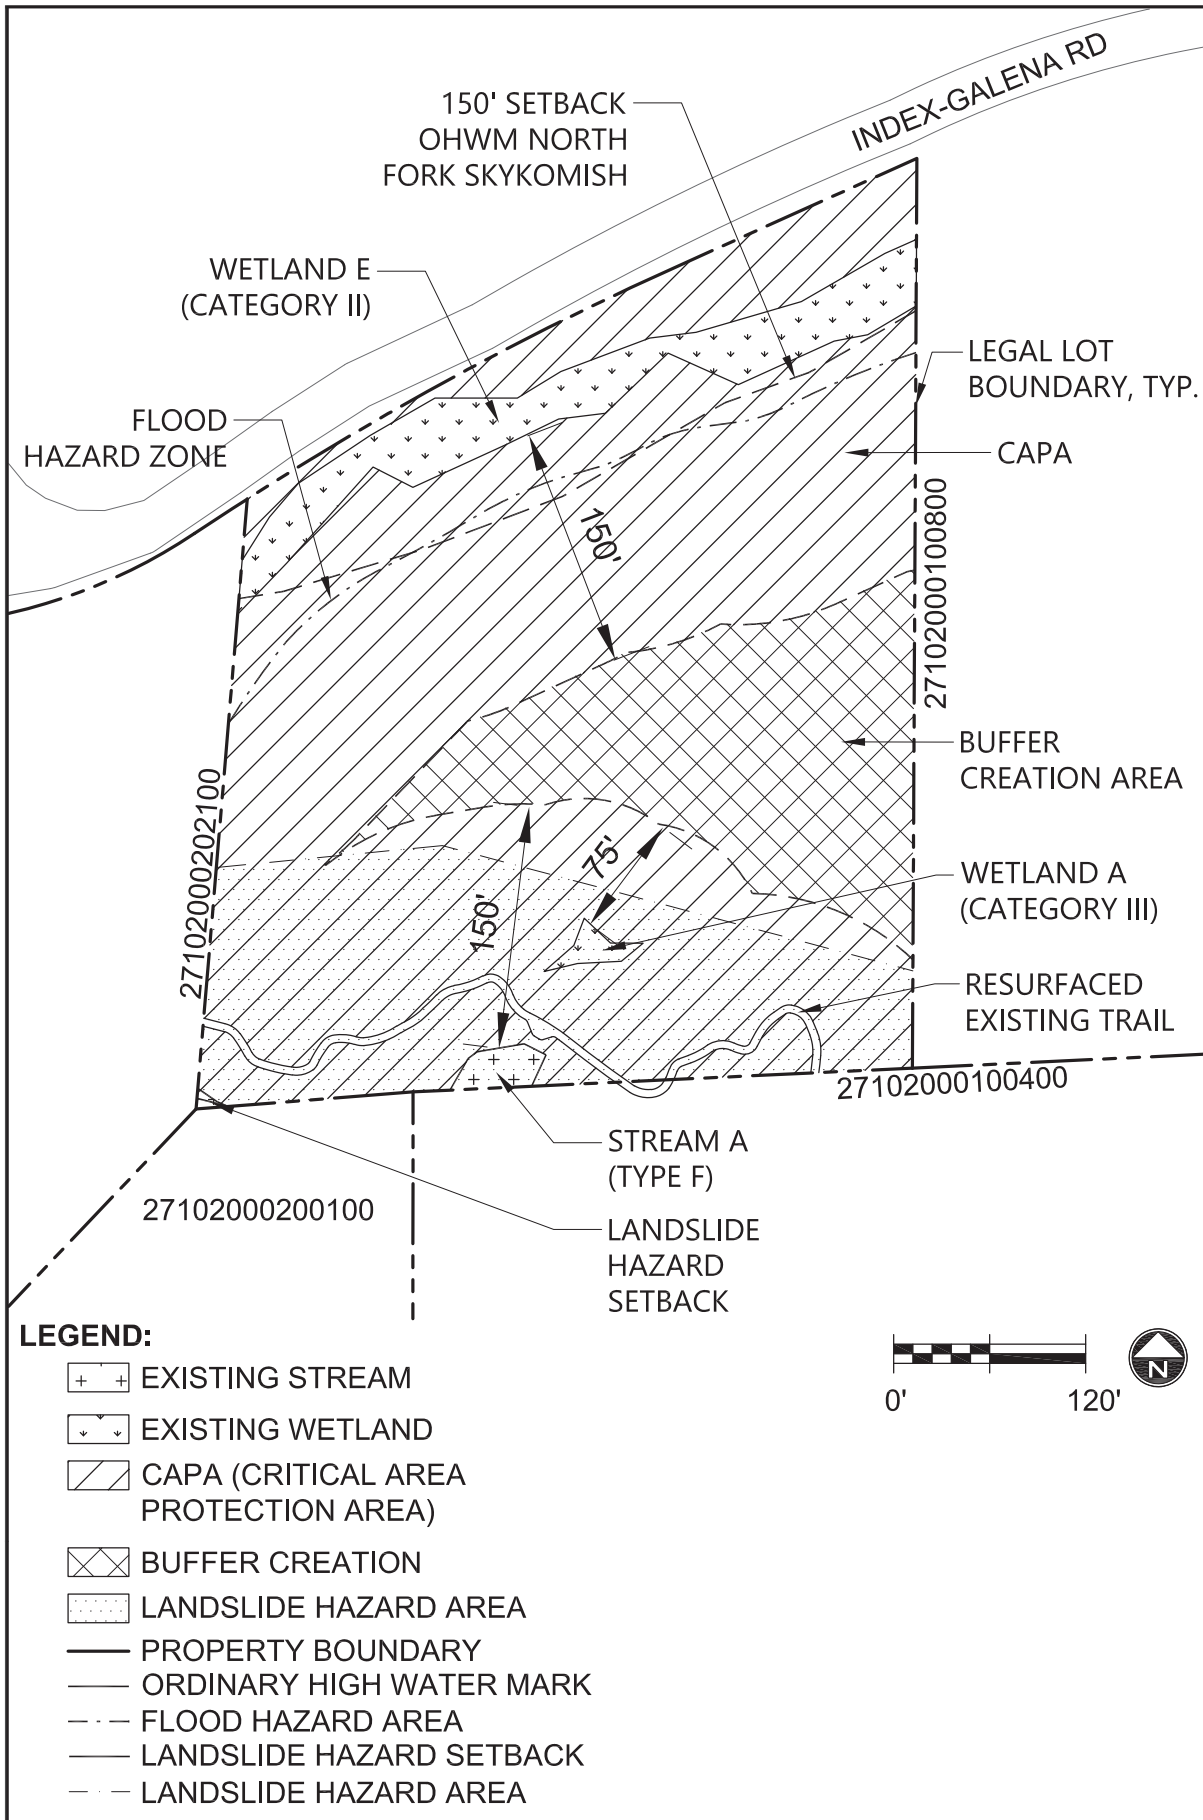 INDEX-GALENA RD
150' SETBACK
OHWM NORTH
FORK SKYKOMISH
WETLAND E
(CATEGORY II)
LEGAL LOT
BOUNDARY, TYP.
FLOOD
HAZARD ZONE
CAPA
150'
27102000100800
BUFFER
CREATION AREA
27102000202100
75'
WETLAND A
(CATEGORY III)
150'
RESURFACED
EXISTING TRAIL
27102000100400
STREAM A
(TYPE F)
27102000200100
LANDSLIDE
HAZARD
SETBACK
LEGEND:
EXISTING STREAM
EXISTING WETLAND
CAPA (CRITICAL AREA
PROTECTION AREA)
BUFFER CREATION
LANDSLIDE HAZARD AREA
PROPERTY BOUNDARY
ORDINARY HIGH WATER MARK
FLOOD HAZARD AREA
LANDSLIDE HAZARD SETBACK
LANDSLIDE HAZARD AREA
0' 120'
N